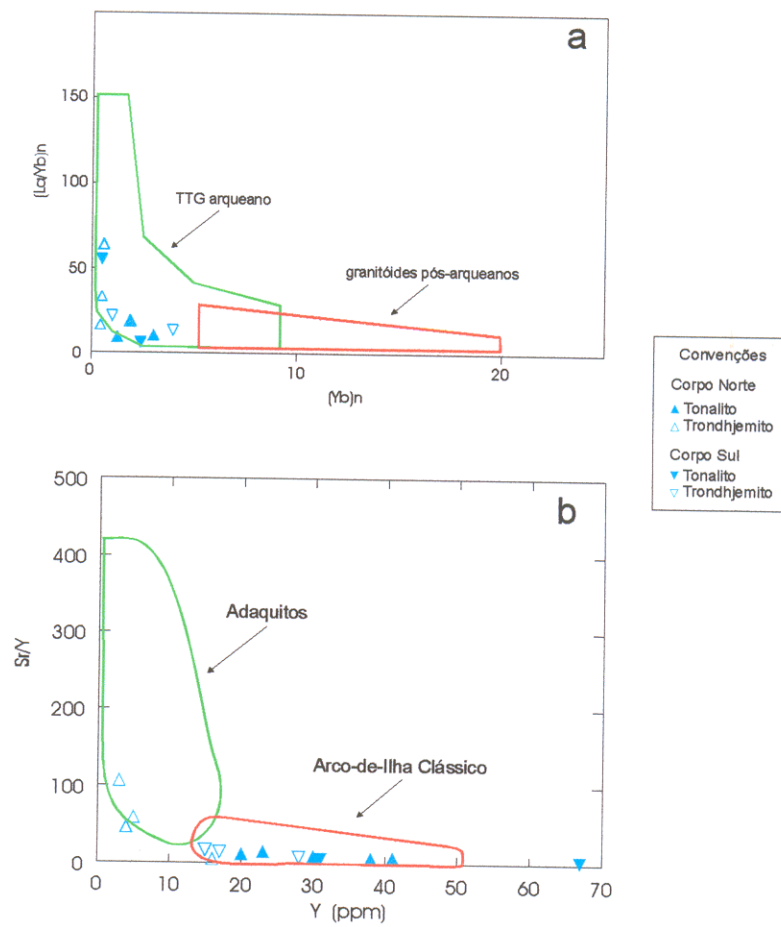 a
150
100
50
0
(La/Yb)n
TTG arqueano
granitóides pós-arqueanos
0
10
20
(Yb)n
Convenções
Corpo Norte
Tonalito
Trondhjemito
Corpo Sul
Tonalito
Trondhjemito
b
500
400
300
200
100
0
Sr/Y
Adaquitos
Arco-de-Ilha Clássico
0
10
20
30
40
50
60
70
Y (ppm)